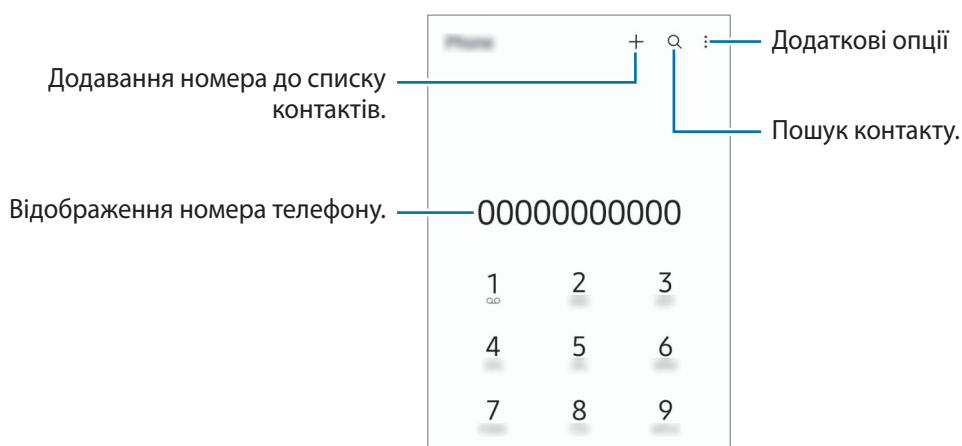 Додаткові опції
Додавання номера до списку
контактів.
Пошук контакту.
Відображення номера телефону.
00000000000
1 2 3
4 5 6
7 8 9